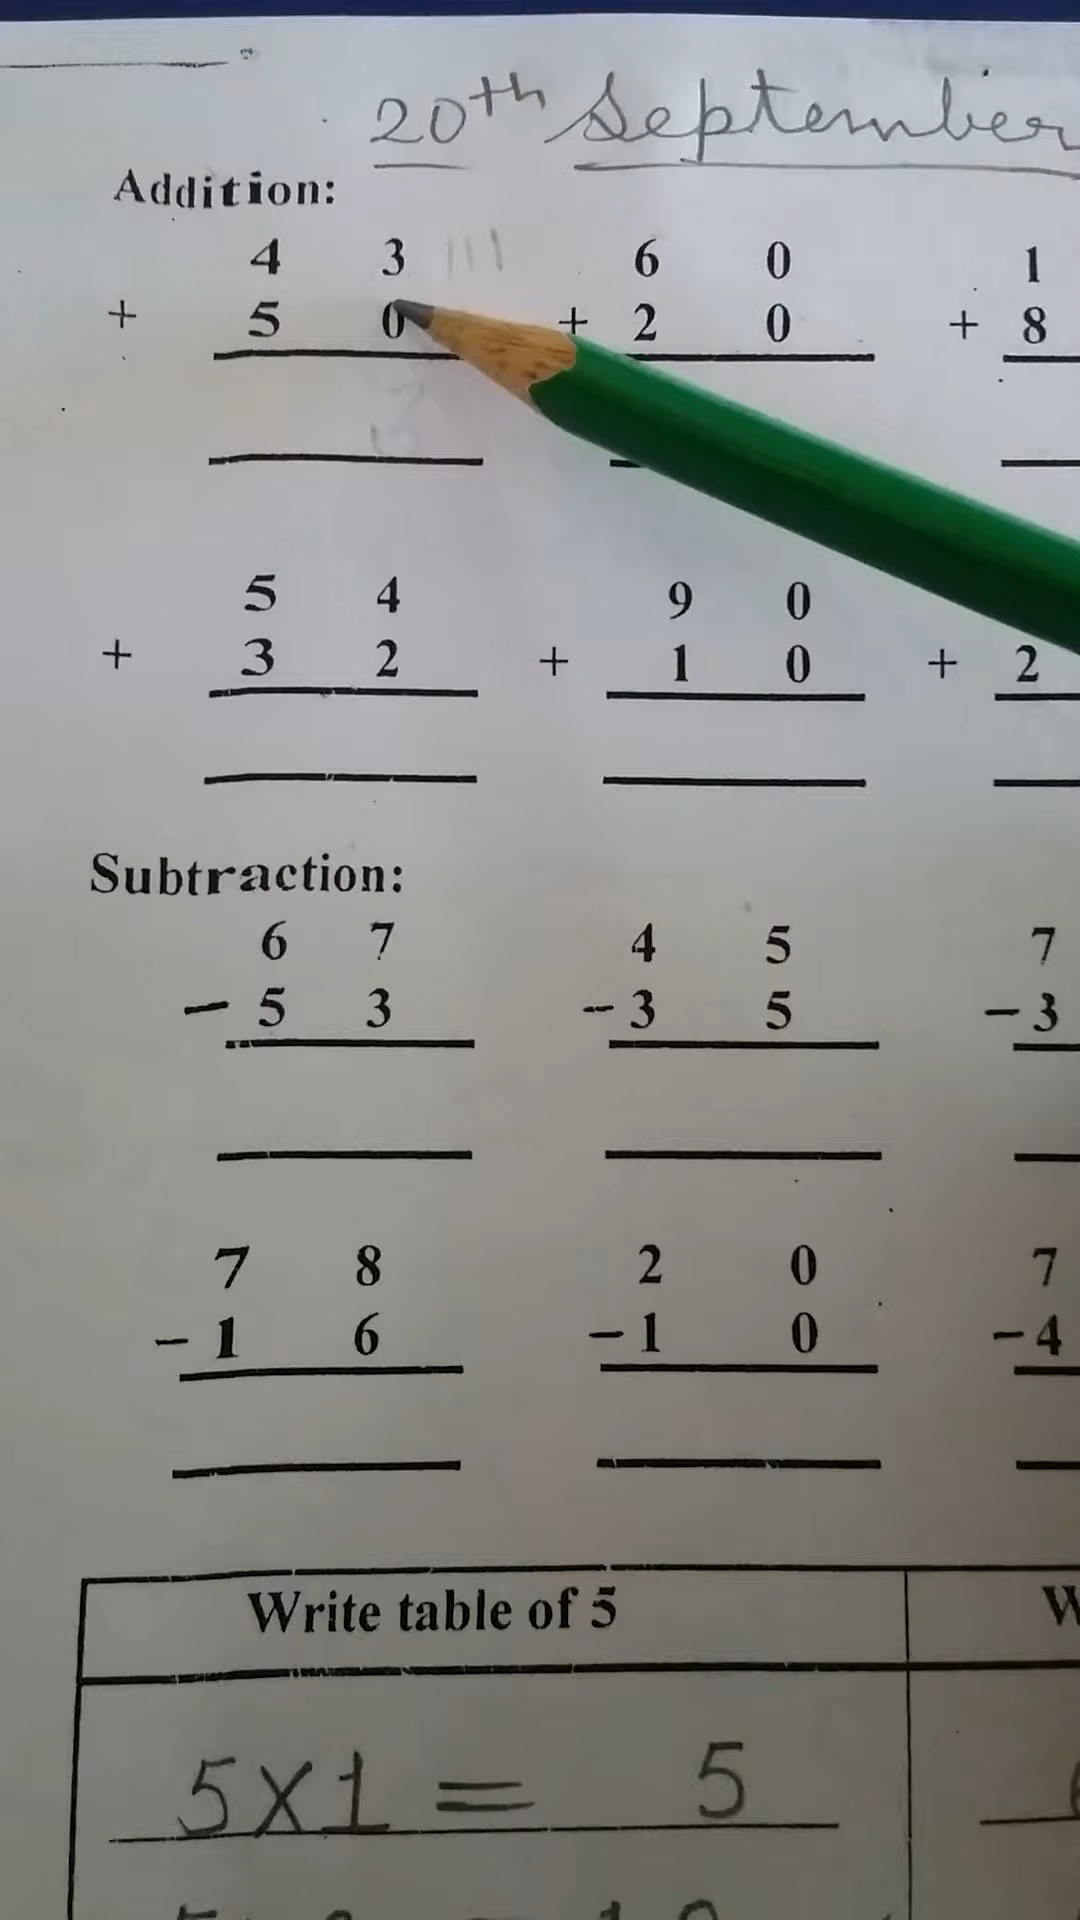 20th September
Addition:
4 3 6 0 1
+ 5 0 + 2 0 + 8
5 4 9 0
+ 3 2 + 1 0 + 2
Subtraction:
6 7 4 5 7
- 5 3 - 3 5 - 3
7 8 2 0 7
- 1 6 - 1 0 - 4
Write table of 5
5x1 = 5